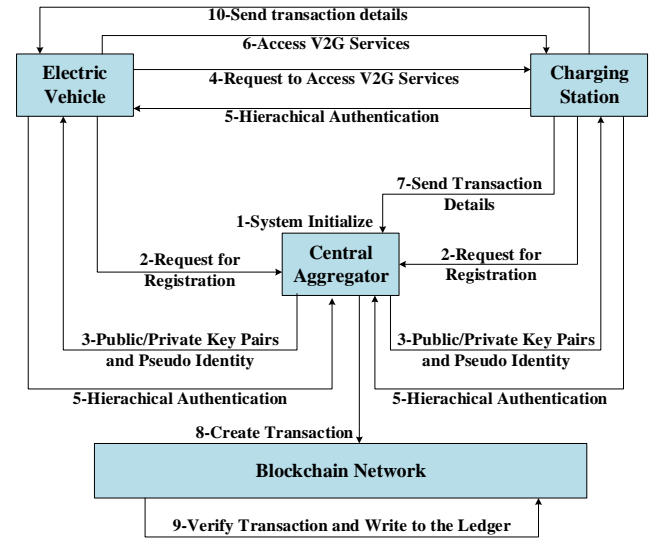 10-Send transaction details
6-Access V2G Services
Electric
Vehicle
4-Request to Access V2G Services
Charging
Station
5-Hierachical Authentication
7-Send Transaction
Details
1-System Initialize
Central
Aggregator
2-Request for
Registration
2-Request for
Registration
3-Public/Private Key Pairs
and Pseudo Identity
3-Public/Private Key Pairs
and Pseudo Identity
5-Hierachical Authentication
5-Hierachical Authentication
8-Create Transaction
Blockchain Network
9-Verify Transaction and Write to the Ledger